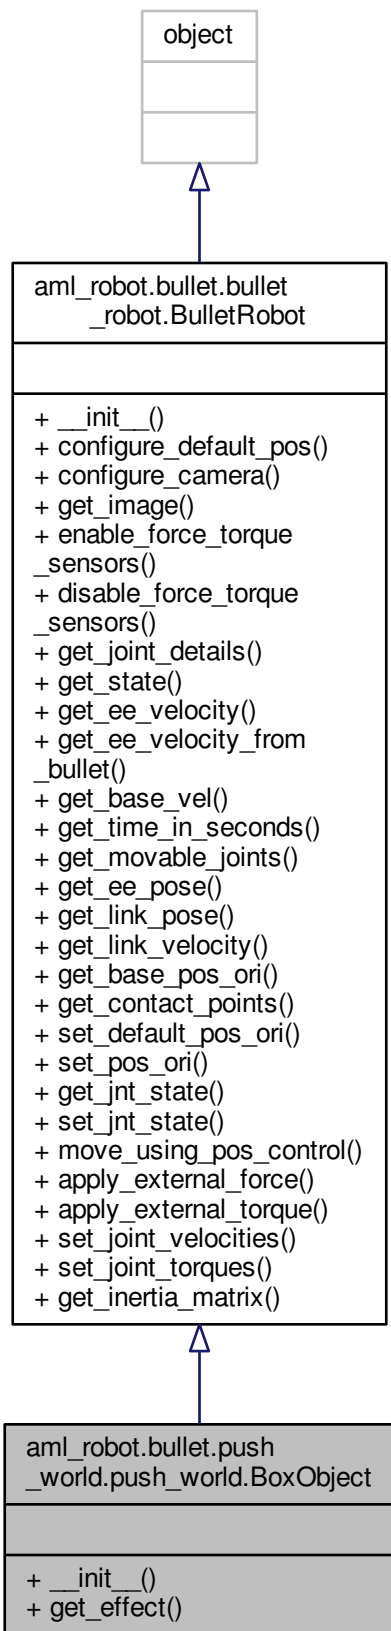 object
aml_robot.bullet.bullet
_robot.BulletRobot
+ __init__()
+ configure_default_pos()
+ configure_camera()
+ get_image()
+ enable_force_torque
_sensors()
+ disable_force_torque
_sensors()
+ get_joint_details()
+ get_state()
+ get_ee_velocity()
+ get_ee_velocity_from
_bullet()
+ get_base_vel()
+ get_time_in_seconds()
+ get_movable_joints()
+ get_ee_pose()
+ get_link_pose()
+ get_link_velocity()
+ get_base_pos_ori()
+ get_contact_points()
+ set_default_pos_ori()
+ set_pos_ori()
+ get_jnt_state()
+ set_jnt_state()
+ move_using_pos_control()
+ apply_external_force()
+ apply_external_torque()
+ set_joint_velocities()
+ set_joint_torques()
+ get_inertia_matrix()
aml_robot.bullet.push
_world.push_world.BoxObject
+ __init__()
+ get_effect()